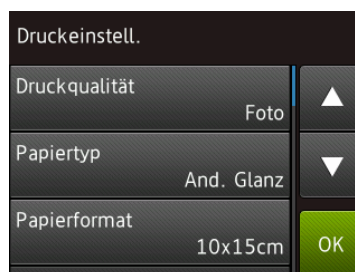 Druckeinstell.
Druckqualität
Foto
Papiertyp
And. Glanz
Papierformat
10x15cm
OK